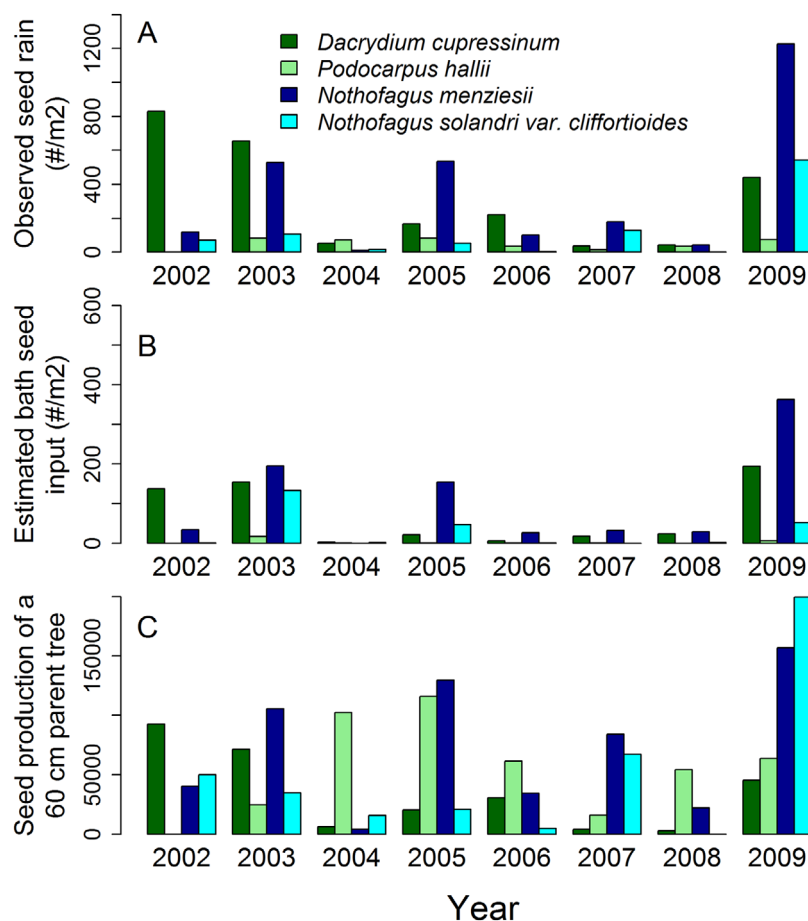 A
Observed seed rain
(#/m2)
0
400
800
1200
Dacrydium cupressinum
Podocarpus hallii
Nothofagus menziesii
Nothofagus solandri var. cliffortioides
2002 2003 2004 2005 2006 2007 2008 2009
B
Estimated bath seed
input (#/m2)
0
200
400
600
2002 2003 2004 2005 2006 2007 2008 2009
C
Seed production of a
60 cm parent tree
0
50000
150000
2002 2003 2004 2005 2006 2007 2008 2009
Year